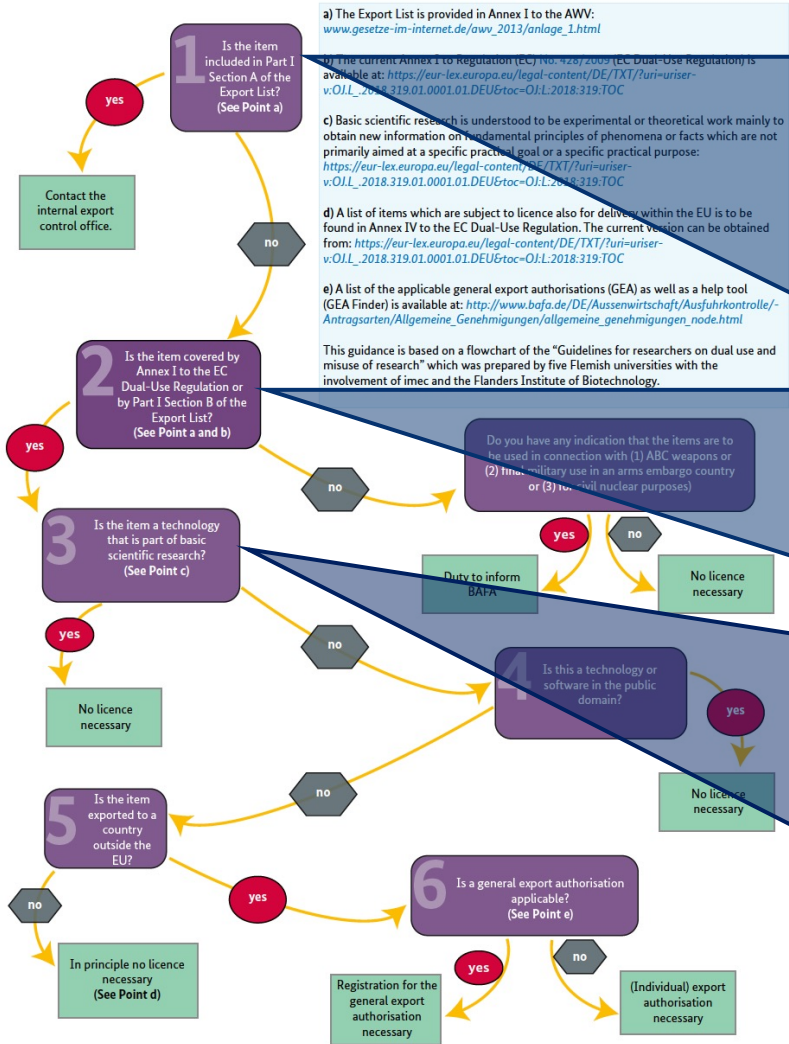 a) The Export List is provided in Annex I to the AWV:
www.gesetze-im-internet.de/awv_2013/anlage_1.html
b) The current Annex I to Regulation (EC) No. 428/2009 (EC Dual-Use Regulation) is
available at: https://eur-lex.europa.eu/legal-content/DE/TXT/?uri=uriser-
v:OJ.L_.2018.319.01.0001.01.DEU&toc=OJ:L:2018:319:TOC
c) Basic scientific research is understood to be experimental or theoretical work mainly to
obtain new information on fundamental principles of phenomena or facts which are not
primarily aimed at a specific practical goal or a specific practical purpose:
https://eur-lex.europa.eu/legal-content/DE/TXT/?uri=uriser-
v:OJ.L_.2018.319.01.0001.01.DEU&toc=OJ:L:2018:319:TOC
d) A list of items which are subject to licence also for delivery within the EU is to be
found in Annex IV to the EC Dual-Use Regulation. The current version can be obtained
from: https://eur-lex.europa.eu/legal-content/DE/TXT/?uri=uriser-
v:OJ.L_.2018.319.01.0001.01.DEU&toc=OJ:L:2018:319:TOC
e) A list of the applicable general export authorisations (GEA) as well as a help tool
(GEA Finder) is available at: http://www.bafa.de/DE/Aussenwirtschaft/Ausfuhrkontrolle/-
Antragsarten/Allgemeine_Genehmigungen/allgemeine_genehmigungen_node.html
This guidance is based on a flowchart of the “Guidelines for researchers on dual use and
misuse of research” which was prepared by five Flemish universities with the
involvement of imec and the Flanders Institute of Biotechnology.
1
Is the item
included in Part I
Section A of the
Export List?
(See Point a)
yes
Contact the
internal export
control office.
no
2
Is the item covered by
Annex I to the EC
Dual-Use Regulation or
by Part I Section B of the
Export List?
(See Point a and b)
yes
no
Do you have any indication that the items are to
be used in connection with (1) ABC weapons or
(2) final military use in an arms embargo country
or (3) for civil nuclear purposes)
yes
no
Duty to inform
BAFA
No licence
necessary
3
Is the item a technology
that is part of basic
scientific research?
(See Point c)
yes
no
No licence
necessary
4
Is this a technology or
software in the public
domain?
yes
No licence
necessary
no
5
Is the item
exported to a
country
outside the
EU?
no
yes
In principle no licence
necessary
(See Point d)
6
Is a general export authorisation
applicable?
(See Point e)
yes
no
Registration for the
general export
authorisation
necessary
(Individual) export
authorisation
necessary